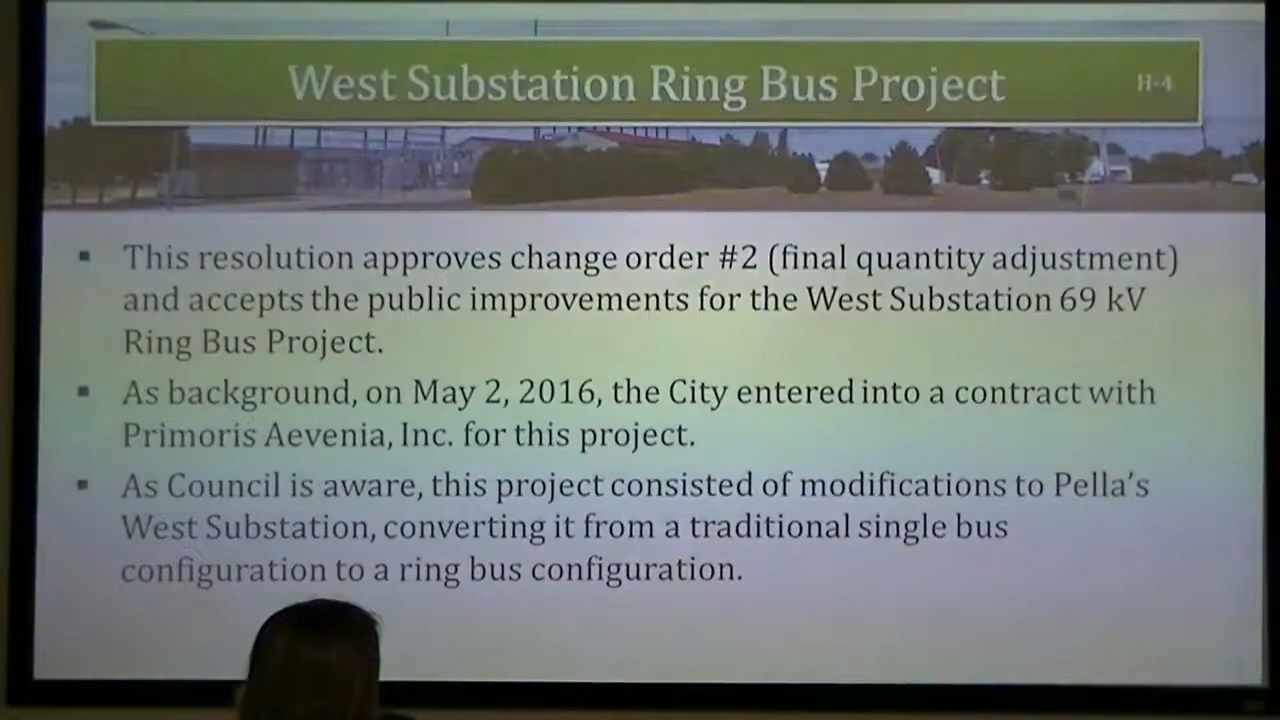 West Substation Ring Bus Project
H-4
▪ This resolution approves change order #2 (final quantity adjustment)
and accepts the public improvements for the West Substation 69 kV
Ring Bus Project.
▪ As background, on May 2, 2016, the City entered into a contract with
Primoris Aevenia, Inc. for this project.
▪ As Council is aware, this project consisted of modifications to Pella's
West Substation, converting it from a traditional single bus
configuration to a ring bus configuration.